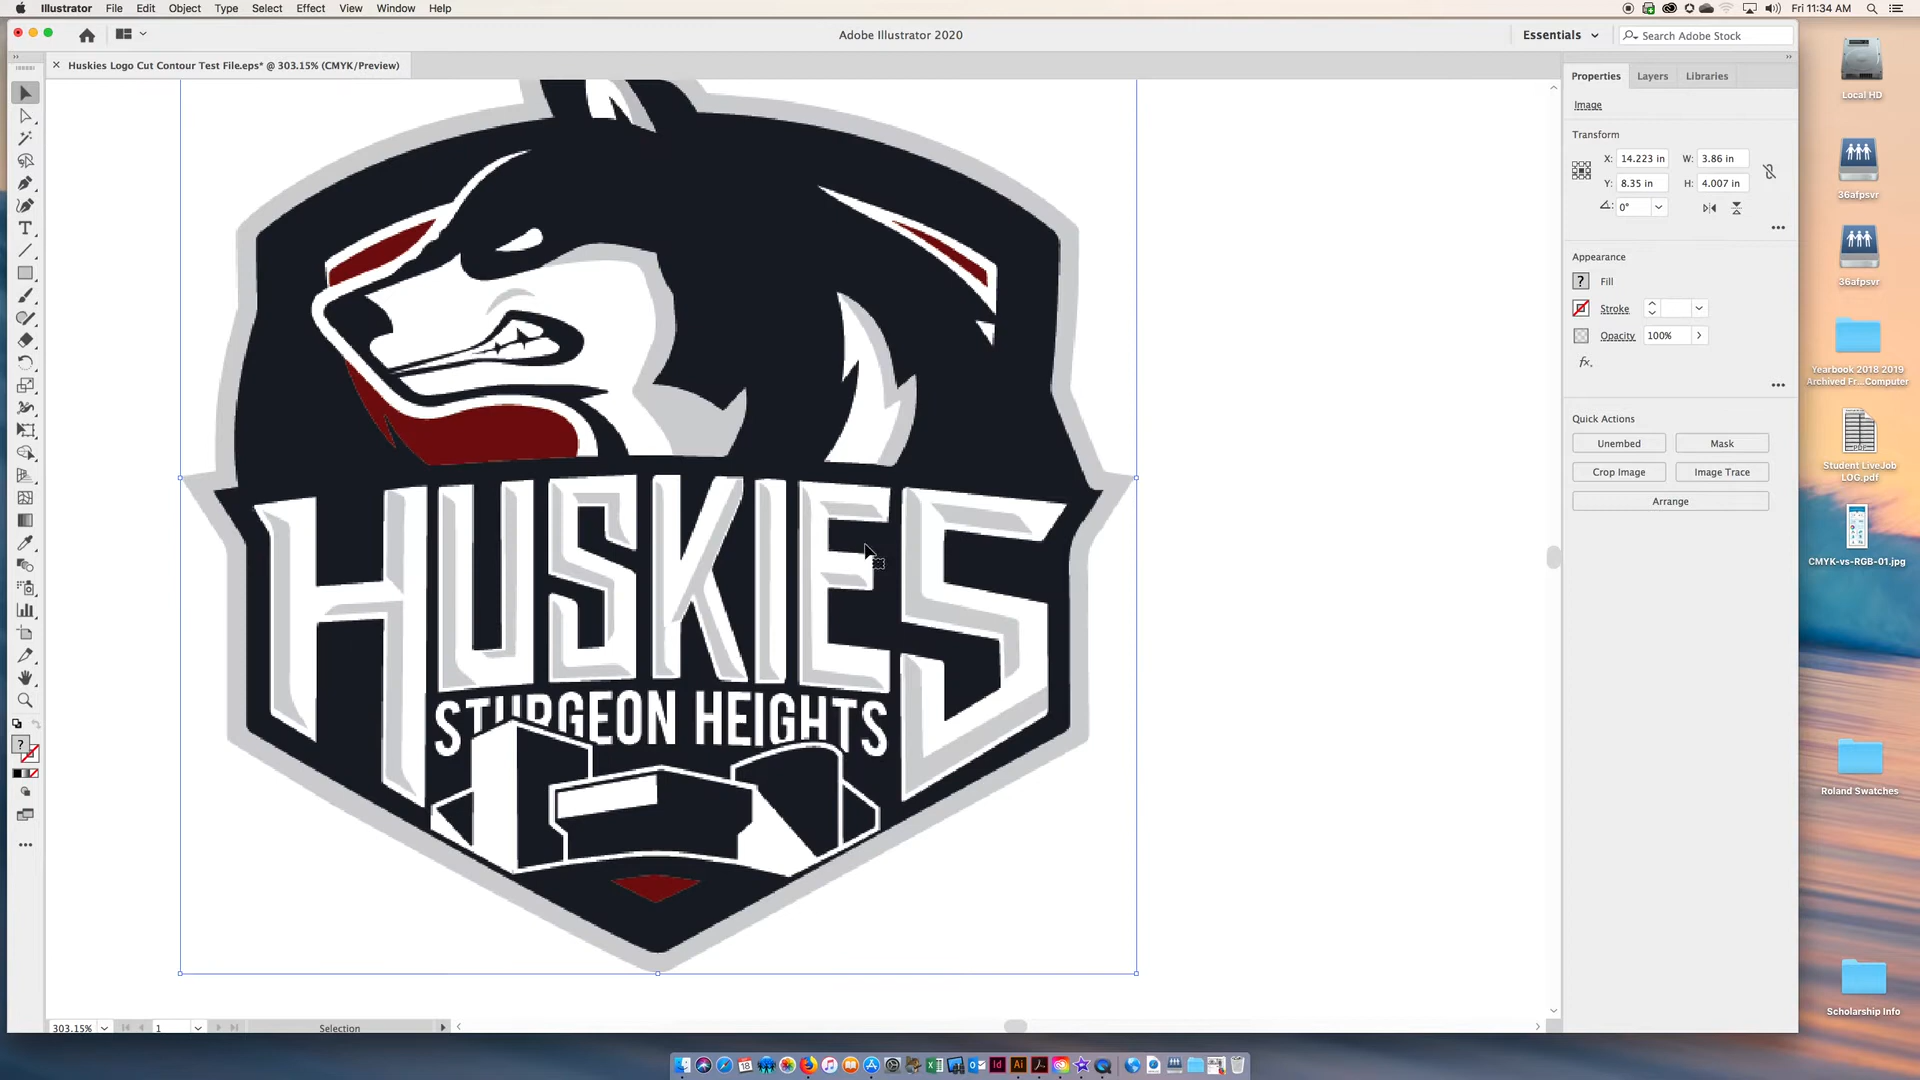 Illustrator File Edit Object Type Select Effect View Window Help
Fri 11:34 AM
Adobe Illustrator 2020
Essentials
Search Adobe Stock
Huskies Logo Cut Contour Test File.eps* @ 303.15% (CMYK/Preview)
Properties Layers Libraries
Image
Transform
X: 14.223 in W: 3.86 in
Y: 8.35 in H: 4.007 in
0°
Appearance
? Fill
Stroke
Opacity 100%
fx.
Quick Actions
Unembed Mask
Crop Image Image Trace
Arrange
HUSKIES
STURGEON HEIGHTS
303.15% 1 Selection
Local HD
36afpsvr
36afpsvr
Yearbook 2018 2019
Archived Fr...Computer
Student LiveJob
LOG.pdf
CMYK-vs-RGB-01.jpg
Roland Swatches
Scholarship Info